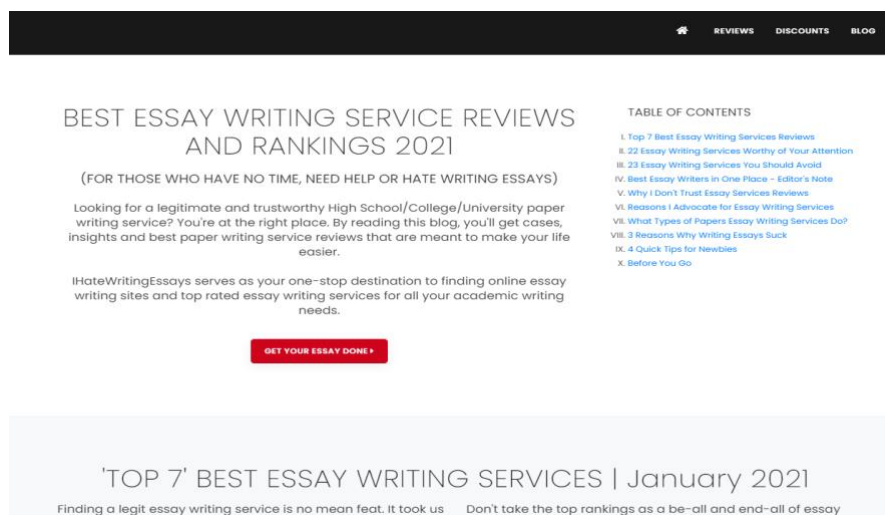 REVIEWS DISCOUNTS BLOG
BEST ESSAY WRITING SERVICE REVIEWS
AND RANKINGS 2021
(FOR THOSE WHO HAVE NO TIME, NEED HELP OR HATE WRITING ESSAYS)
Looking for a legitimate and trustworthy High School/College/University paper
writing service? You're at the right place. By reading this blog, you'll get cases,
insights and best paper writing service reviews that are meant to make your life
easier.
IHateWritingEssays serves as your one-stop destination to finding online essay
writing sites and top rated essay writing services for all your academic writing
needs.
GET YOUR ESSAY DONE
TABLE OF CONTENTS
I. Top 7 Best Essay Writing Services Reviews
II. 22 Essay Writing Services Worthy of Your Attention
III. 23 Essay Writing Services You Should Avoid
IV. Best Essay Writers in One Place - Editor's Note
V. Why I Don't Trust Essay Services Reviews
VI. Reasons I Advocate for Essay Writing Services
VII. What Types of Papers Essay Writing Services Do?
VIII. 3 Reasons Why Writing Essays Suck
IX. 4 Quick Tips for Newbies
X. Before You Go
'TOP 7' BEST ESSAY WRITING SERVICES | January 2021
Finding a legit essay writing service is no mean feat. It took us
Don't take the top rankings as a be-all and end-all of essay